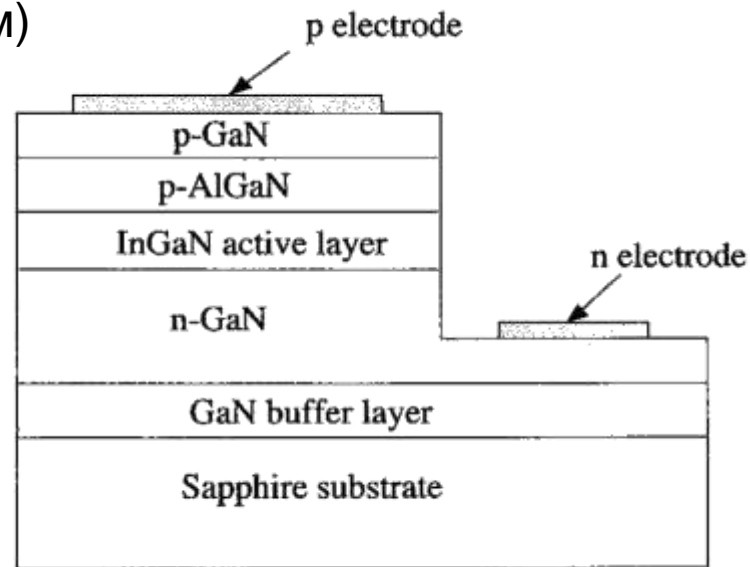 м)
p electrode
p-GaN
p-AlGaN
InGaN active layer
n electrode
n-GaN
GaN buffer layer
Sapphire substrate